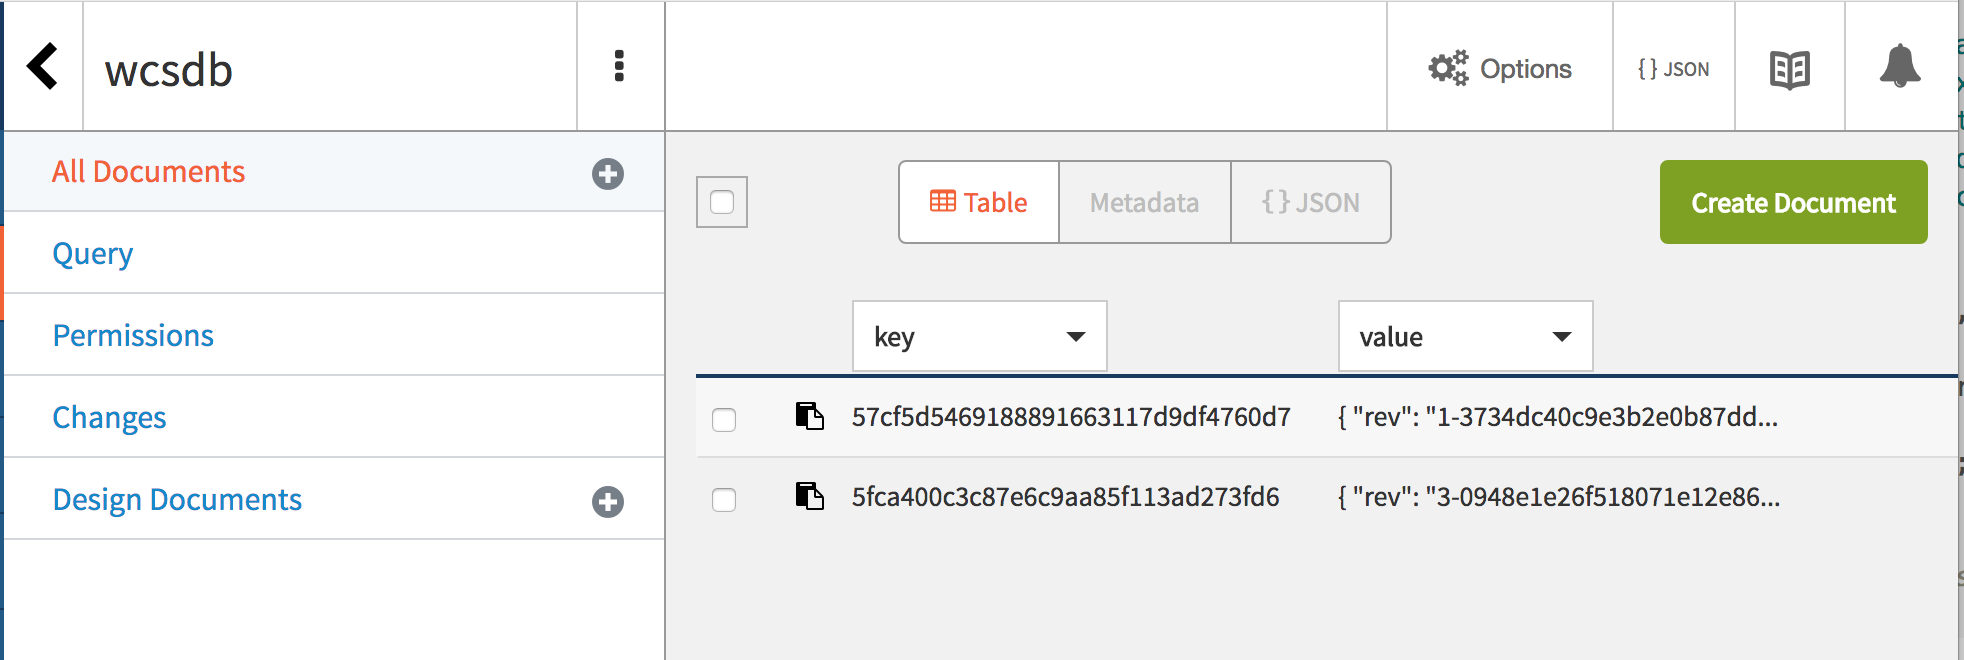 wcsdb
Options
{ } JSON
All Documents
Query
Permissions
Changes
Design Documents
Table
Metadata
{ } JSON
Create Document
key
value
57cf5d5469188891663117d9df4760d7
{ "rev": "1-3734dc40c9e3b2e0b87dd...
5fca400c3c87e6c9aa85f113ad273fd6
{ "rev": "3-0948e1e26f518071e12e86...